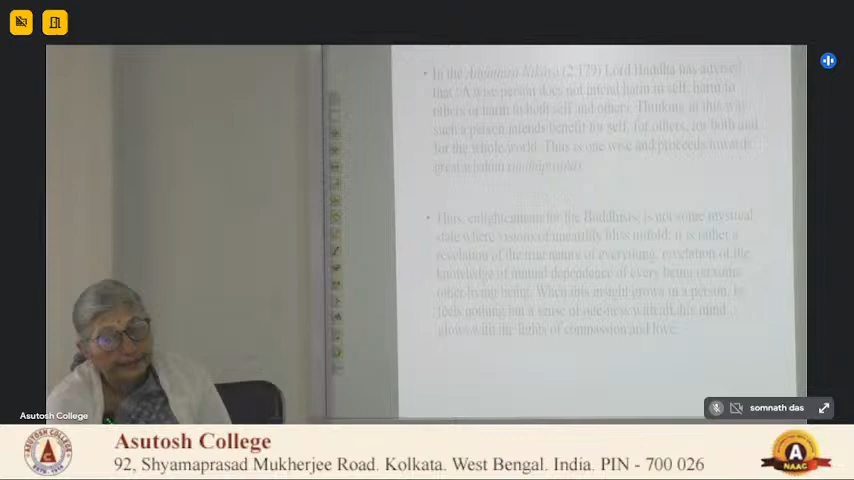 • In the Anguttara Nikaya (2.179) Lord Buddha has advised
that "A wise person does not intend harm to self, harm to
others or harm to both self and others. Thinking in this way
such a person intends benefit for self, for others, for both and
for the whole world. Thus is one wise and proceeds towards
great wisdom
• Thus, enlightenment for the Buddhists is not some mystical
state where visions of unearthly bliss unfold; it is rather a
revelation of the true nature of everything, revelation of the
knowledge of mutual dependence of every being on some
other living being. When this insight grows in a person, he
feels nothing but a sense of one-ness with all, his mind
glows with the lights of compassion and love.
Asutosh College
somnath das
ASUTOSH COLLEGE
Asutosh College
92, Shyamaprasad Mukherjee Road. Kolkata. West Bengal. India. PIN - 700 026
A
NAAC